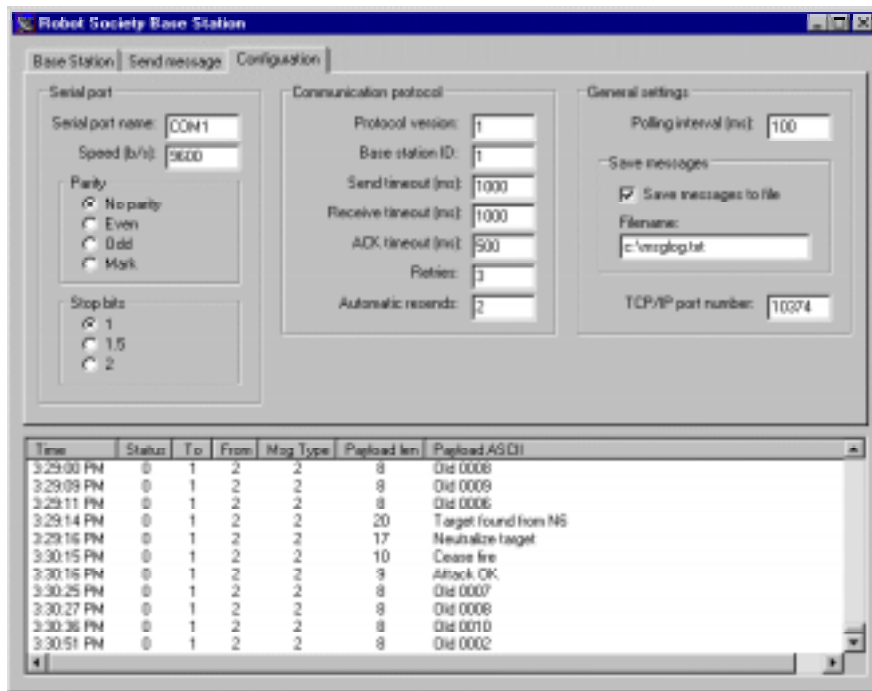 Robot Society Base Station
Base Station Send message Configuration
Serial port
Serial port name: COM1
Speed (b/s): 9600
Parity
No parity
Even
Odd
Mark
Stop bits
1
1.5
2
Communication protocol
Protocol version: 1
Base station ID: 1
Send timeout (ms): 1000
Receive timeout (ms): 1000
ACK timeout (ms): 500
Retries: 3
Automatic resends: 2
General settings
Polling interval (ms): 100
Save messages
Save messages to file
Filename:
c:\msglog.txt
TCP/IP port number: 10374
Time Status To From Msg Type Payload len Payload ASCII
3:29:00 PM 0 1 2 2 8 Old 0008
3:29:09 PM 0 1 2 2 8 Old 0009
3:29:11 PM 0 1 2 2 8 Old 0006
3:29:14 PM 0 1 2 2 20 Target found from N6
3:29:16 PM 0 1 2 2 17 Neutralize target
3:30:15 PM 0 1 2 2 10 Cease fire
3:30:16 PM 0 1 2 2 9 Attack OK
3:30:25 PM 0 1 2 2 8 Old 0007
3:30:27 PM 0 1 2 2 8 Old 0008
3:30:36 PM 0 1 2 2 8 Old 0010
3:30:51 PM 0 1 2 2 8 Old 0002